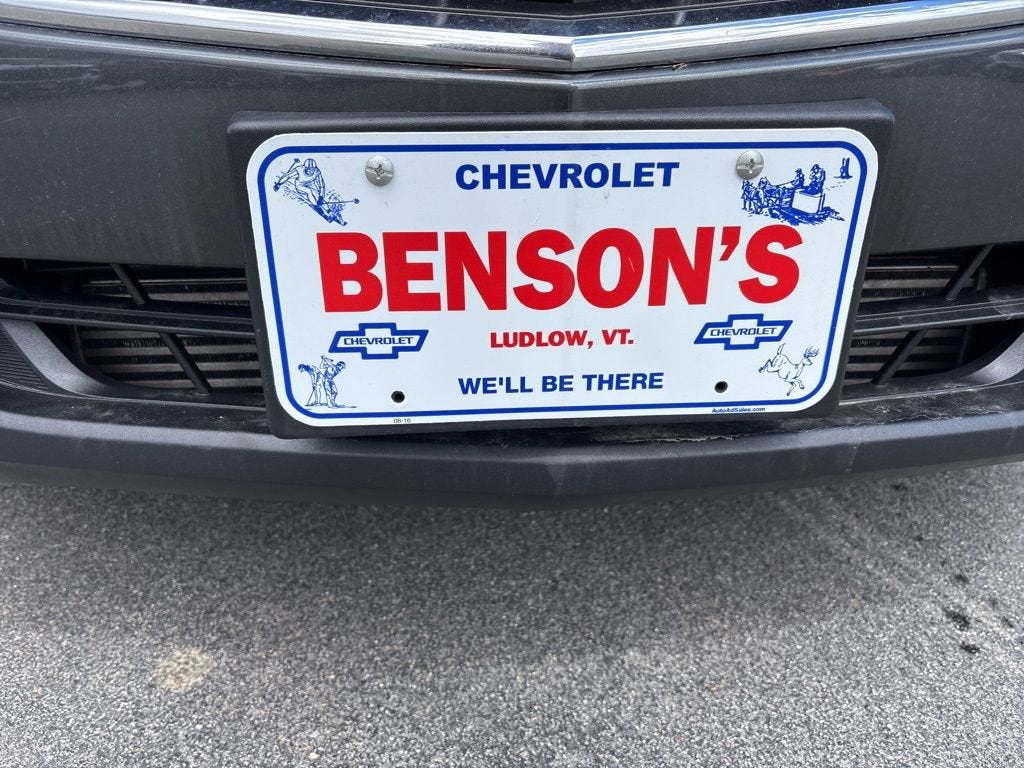 CHEVROLET
BENSON'S
CHEVROLET
LUDLOW, VT.
CHEVROLET
WE'LL BE THERE
08-16
AutoAdSales.com